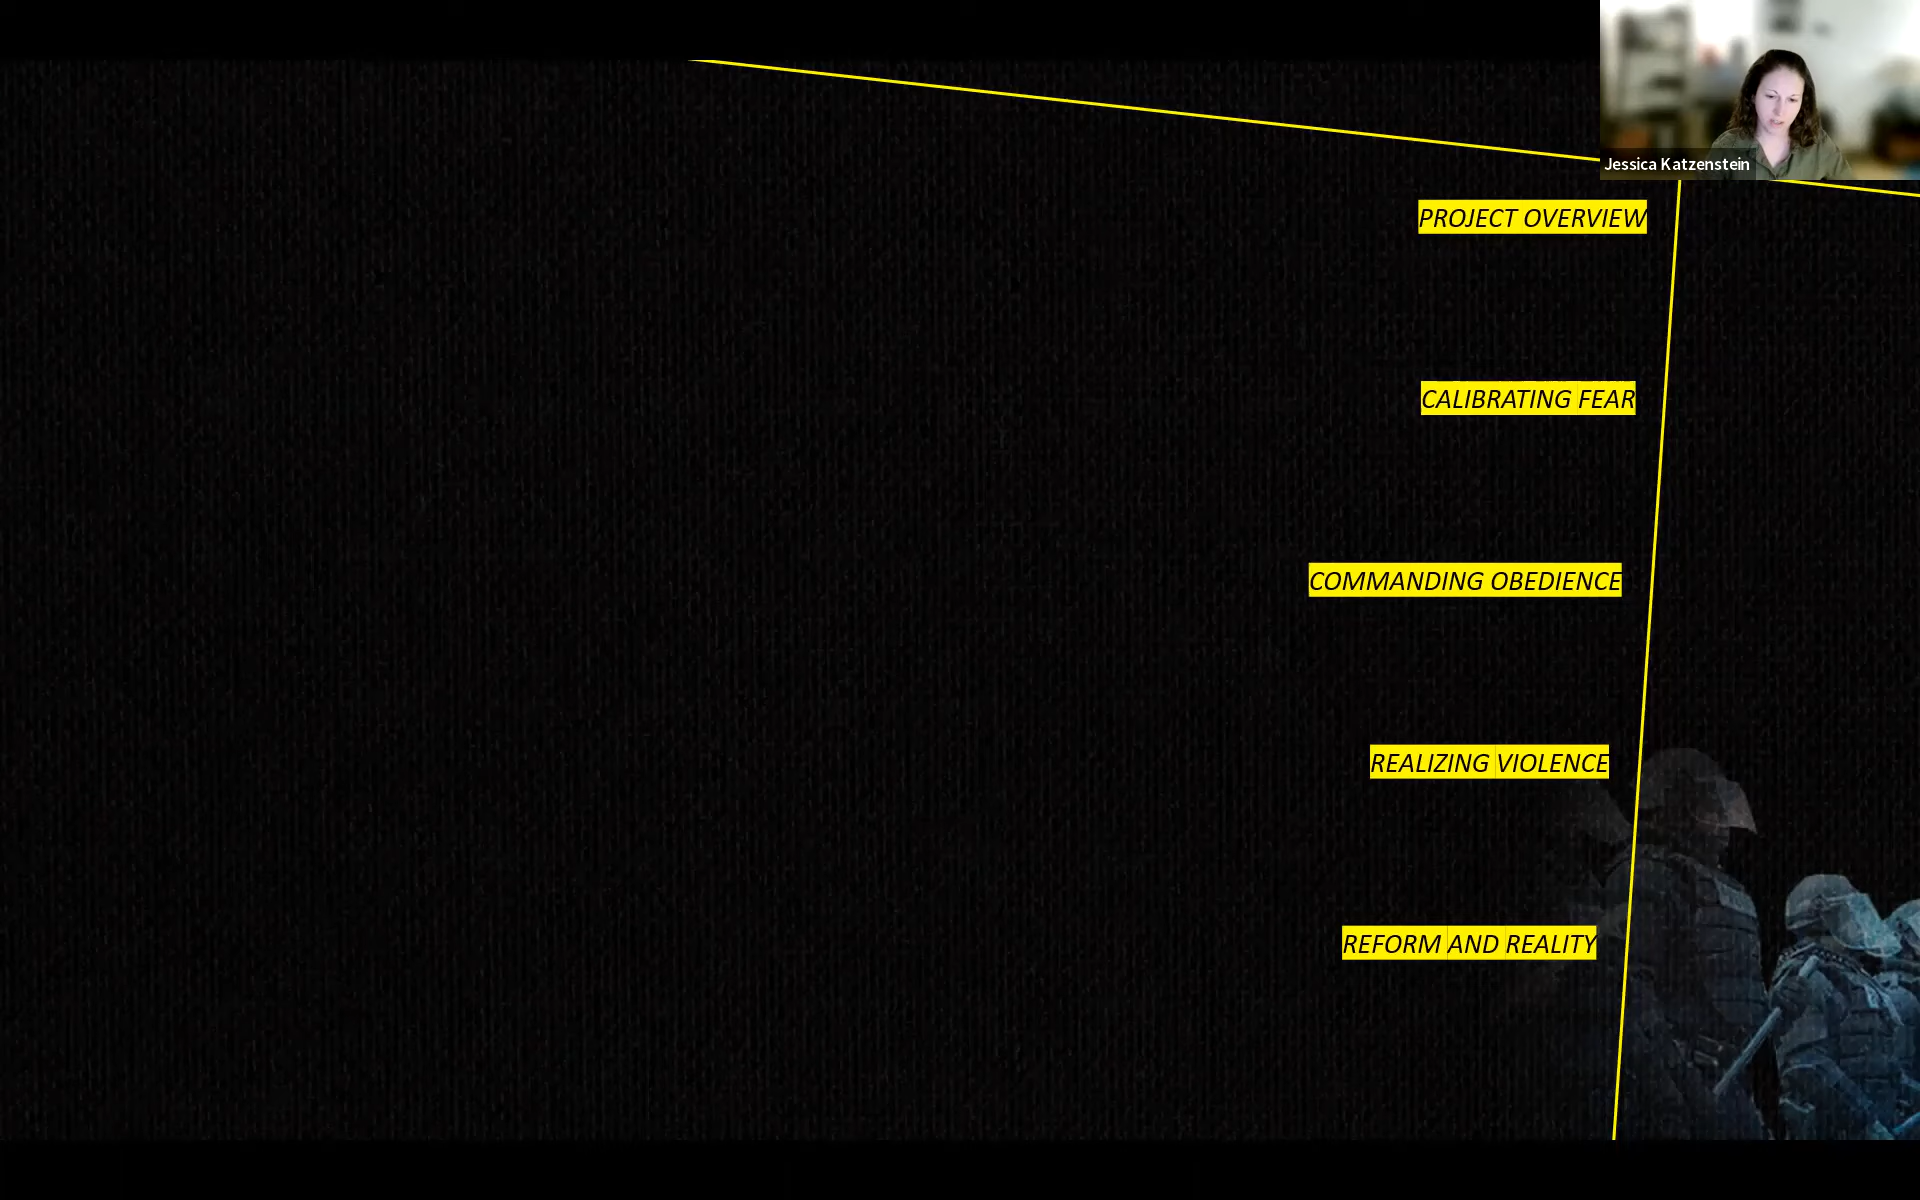 Jessica Katzenstein
PROJECT OVERVIEW
CALIBRATING FEAR
COMMANDING OBEDIENCE
REALIZING VIOLENCE
REFORM AND REALITY